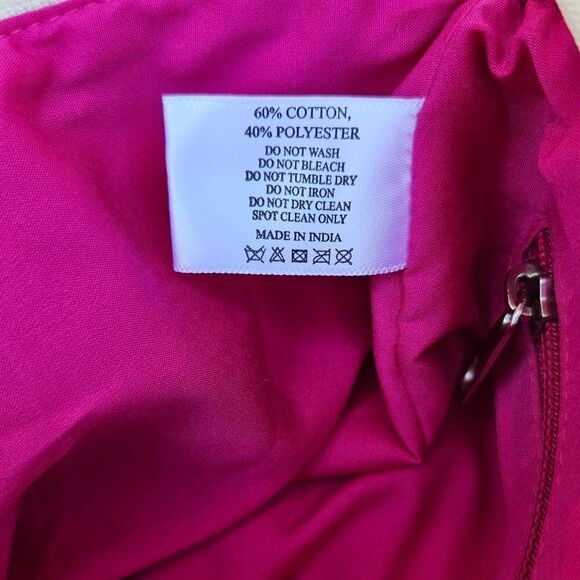 60% COTTON,
40% POLYESTER
DO NOT WASH
DO NOT BLEACH
DO NOT TUMBLE DRY
DO NOT IRON
DO NOT DRY CLEAN
SPOT CLEAN ONLY
MADE IN INDIA